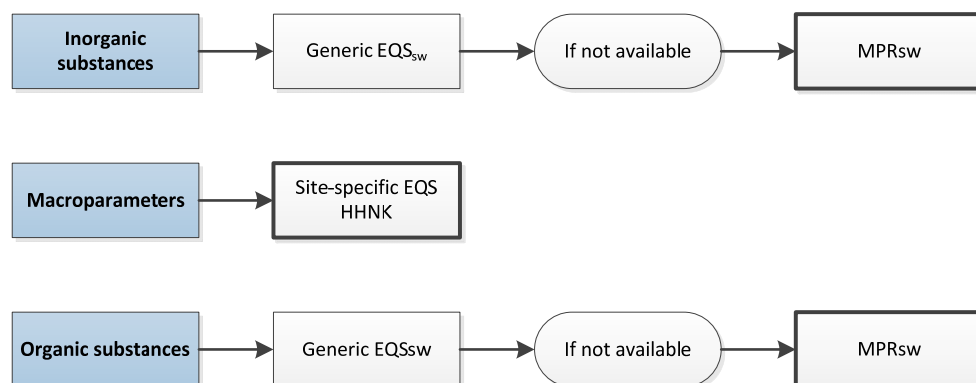 Inorganic
substances
Generic EQSsw
If not available
MPRsw
Macroparameters
Site-specific EQS
HHNK
Organic substances
Generic EQSsw
If not available
MPRsw